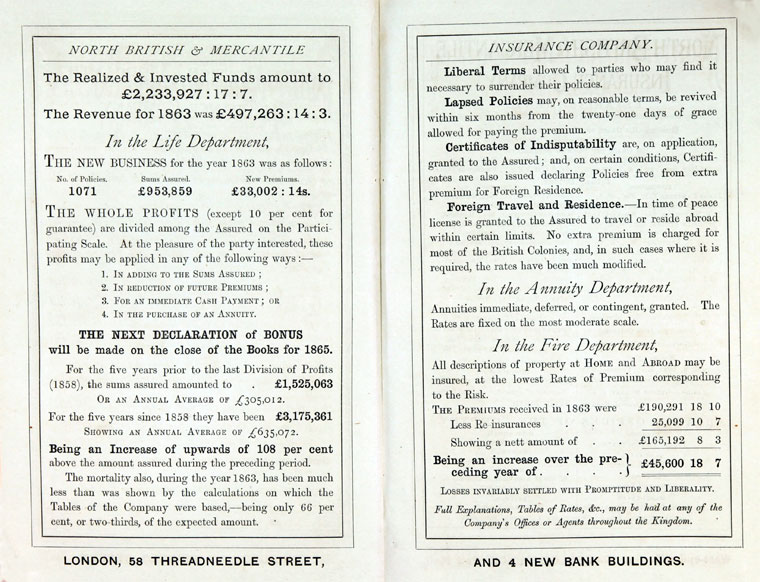 NORTH BRITISH & MERCANTILE
The Realized & Invested Funds amount to
£2,233,927 : 17 : 7.
The Revenue for 1863 was £497,263 : 14 : 3.
In the Life Department,
THE NEW BUSINESS for the year 1863 was as follows:
No. of Policies. Sums Assured. New Premiums.
1071 £953,859 £33,002 : 14s.
THE WHOLE PROFITS (except 10 per cent for
guarantee) are divided among the Assured on the Partici-
pating Scale. At the pleasure of the party interested, these
profits may be applied in any of the following ways:—
1. IN ADDING TO THE SUMS ASSURED;
2. IN REDUCTION OF FUTURE PREMIUMS;
3. FOR AN IMMEDIATE CASH PAYMENT; OR
4. IN THE PURCHASE OF AN ANNUITY.
THE NEXT DECLARATION of BONUS
will be made on the close of the Books for 1865.
For the five years prior to the last Division of Profits
(1858), the sums assured amounted to . £1,525,063
OR AN ANNUAL AVERAGE OF £305,012.
For the five years since 1858 they have been £3,175,361
SHOWING AN ANNUAL AVERAGE OF £635,072.
Being an Increase of upwards of 108 per cent
above the amount assured during the preceding period.
The mortality also, during the year 1863, has been much
less than was shown by the calculations on which the
Tables of the Company were based,—being only 66 per
cent, or two-thirds, of the expected amount.
LONDON, 58 THREADNEEDLE STREET,
INSURANCE COMPANY.
Liberal Terms allowed to parties who may find it
necessary to surrender their policies.
Lapsed Policies may, on reasonable terms, be revived
within six months from the twenty-one days of grace
allowed for paying the premium.
Certificates of Indisputability are, on application,
granted to the Assured; and, on certain conditions, Certifi-
cates are also issued declaring Policies free from extra
premium for Foreign Residence.
Foreign Travel and Residence.—In time of peace
license is granted to the Assured to travel or reside abroad
within certain limits. No extra premium is charged for
most of the British Colonies, and, in such cases where it is
required, the rates have been much modified.
In the Annuity Department,
Annuities immediate, deferred, or contingent, granted. The
Rates are fixed on the most moderate scale.
In the Fire Department,
All descriptions of property at HOME and ABROAD may be
insured, at the lowest Rates of Premium corresponding
to the Risk.
THE PREMIUMS received in 1863 were £190,291 18 10
Less Re-insurances . . . 25,099 10 7
Showing a nett amount of . . £165,192 8 3
Being an increase over the pre-
ceding year of . . . . } £45,600 18 7
LOSSES INVARIABLY SETTLED WITH PROMPTITUDE AND LIBERALITY.
Full Explanations, Tables of Rates, &c., may be had at any of the
Company's Offices or Agents throughout the Kingdom.
AND 4 NEW BANK BUILDINGS.